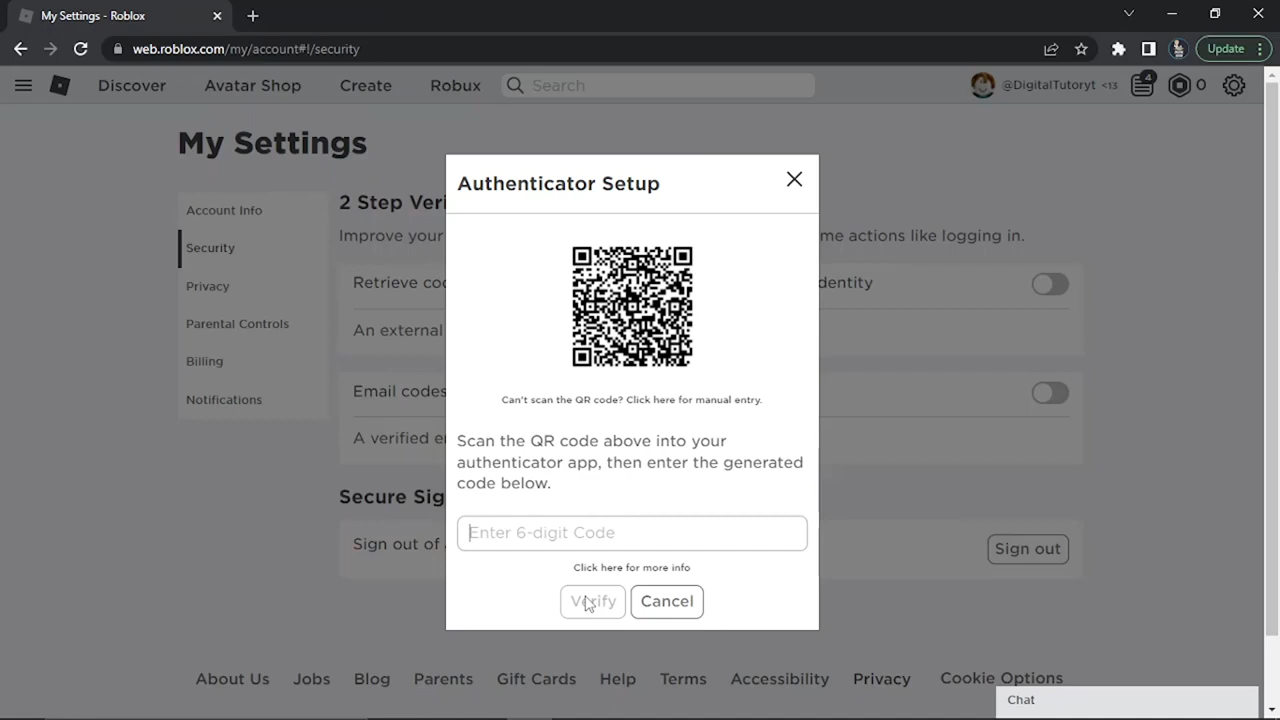 My Settings - Roblox
web.roblox.com/my/account#!/security
Update
Discover
Avatar Shop
Create
Robux
Search
@DigitalTutoryt
<13
4
0
My Settings
Account Info
Security
Privacy
Parental Controls
Billing
Notifications
2 Step Veri
Improve your
me actions like logging in.
Retrieve co
dentity
An external
Email codes
A verified e
Secure Sig
Sign out of
Sign out
Authenticator Setup
Can't scan the QR code? Click here for manual entry.
Scan the QR code above into your
authenticator app, then enter the generated
code below.
Enter 6-digit Code
Click here for more info
Verify
Cancel
About Us
Jobs
Blog
Parents
Gift Cards
Help
Terms
Accessibility
Privacy
Cookie Options
Chat